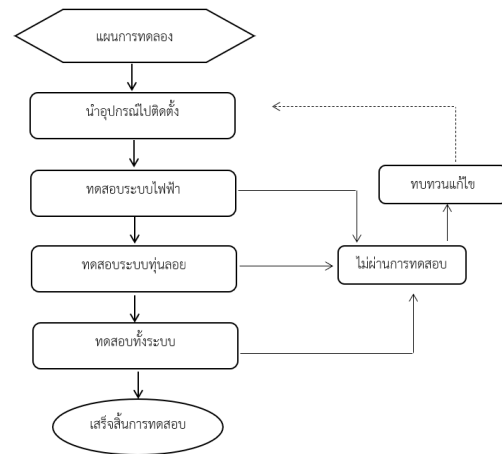 แผนการทดลอง
นำอุปกรณ์ไปติดตั้ง
ทดสอบระบบไฟฟ้า
ทบทวนแก้ไข
ทดสอบระบบทุ่นลอย
ไม่ผ่านการทดสอบ
ทดสอบทั้งระบบ
เสร็จสิ้นการทดสอบ